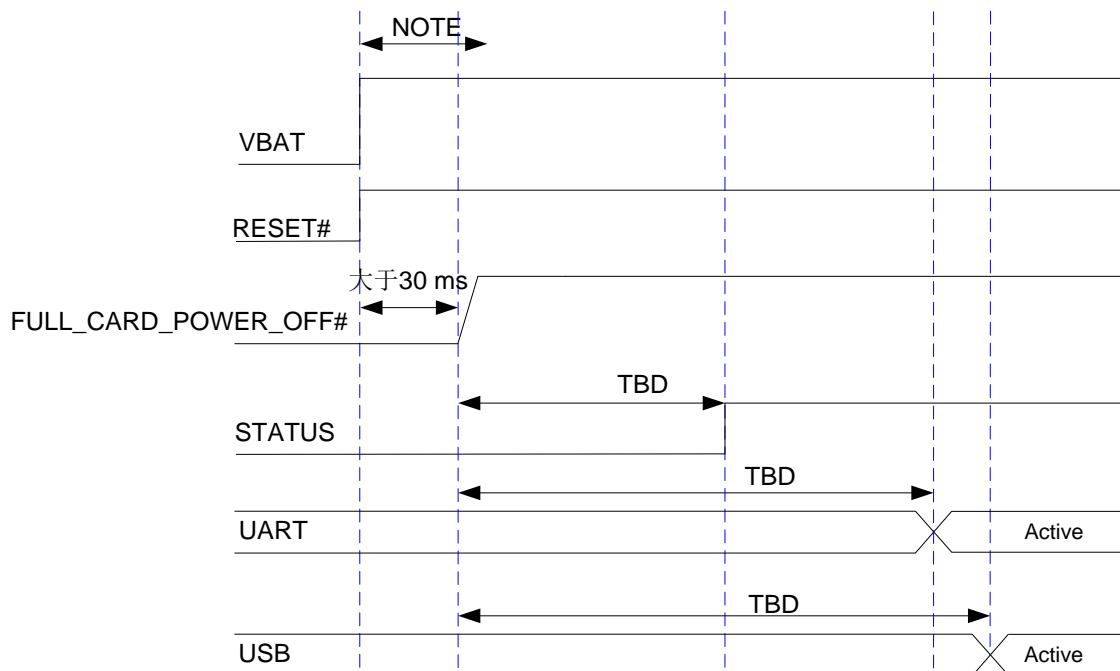 NOTE
VBAT
RESET#
大于30 ms
FULL_CARD_POWER_OFF#
TBD
STATUS
TBD
UART
Active
TBD
USB
Active